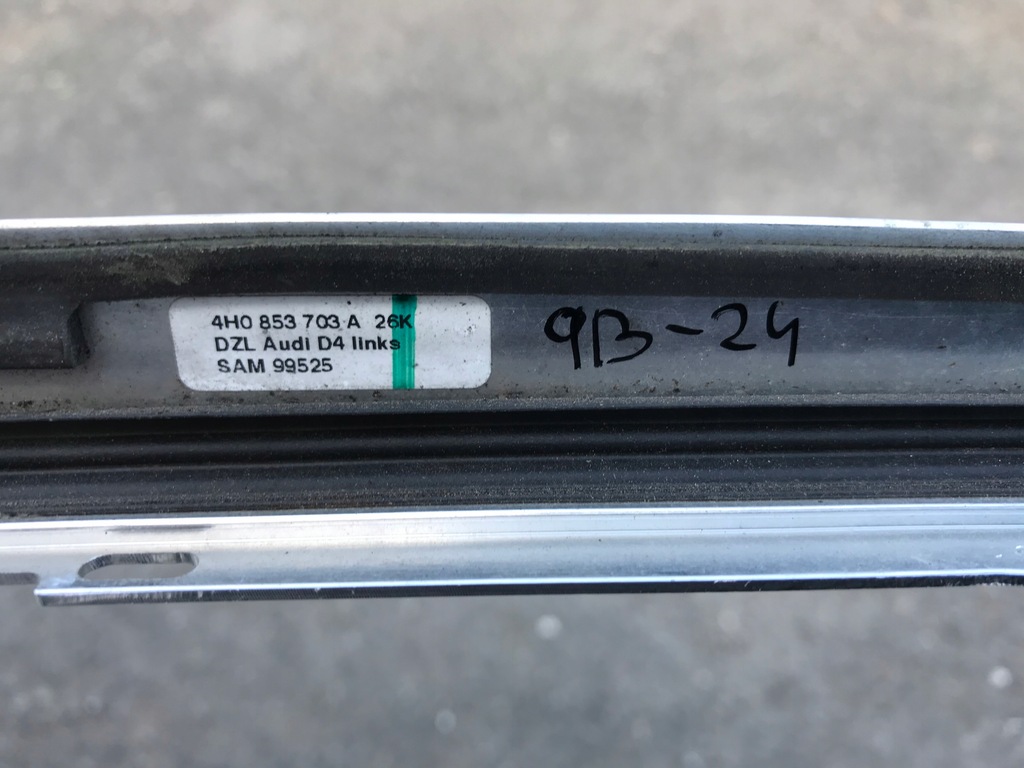 4H0 853 703 A 26K
DZL Audi D4 links
SAM 99525
9B-24